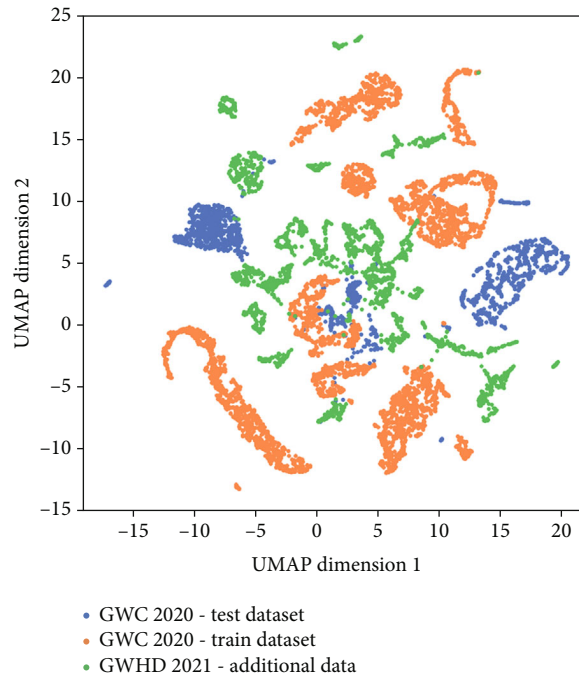 25
20
15
10
5
0
−5
−10
−15
UMAP dimension 2
−15 −10 −5 0 5 10 15 20
UMAP dimension 1
GWC 2020 - test dataset
GWC 2020 - train dataset
GWHD 2021 - additional data